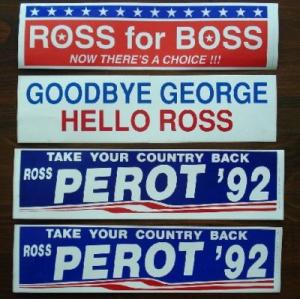 ROSS for BOSS
NOW THERE'S A CHOICE !!!
GOODBYE GEORGE
HELLO ROSS
TAKE YOUR COUNTRY BACK
ROSS PEROT '92
TAKE YOUR COUNTRY BACK
ROSS PEROT '92